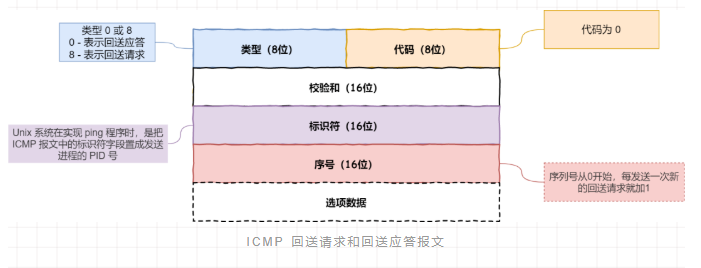 类型 0 或 8
0 - 表示回送应答
8 - 表示回送请求
类型（8位）
代码（8位）
代码为 0
校验和（16位）
Unix 系统在实现 ping 程序时，是把
ICMP 报文中的标识符字段置成发送
进程的 PID 号
标识符（16位）
序号（16位）
序列号从0开始，每发送一次新
的回送请求就加1
选项数据
ICMP 回送请求和回送应答报文